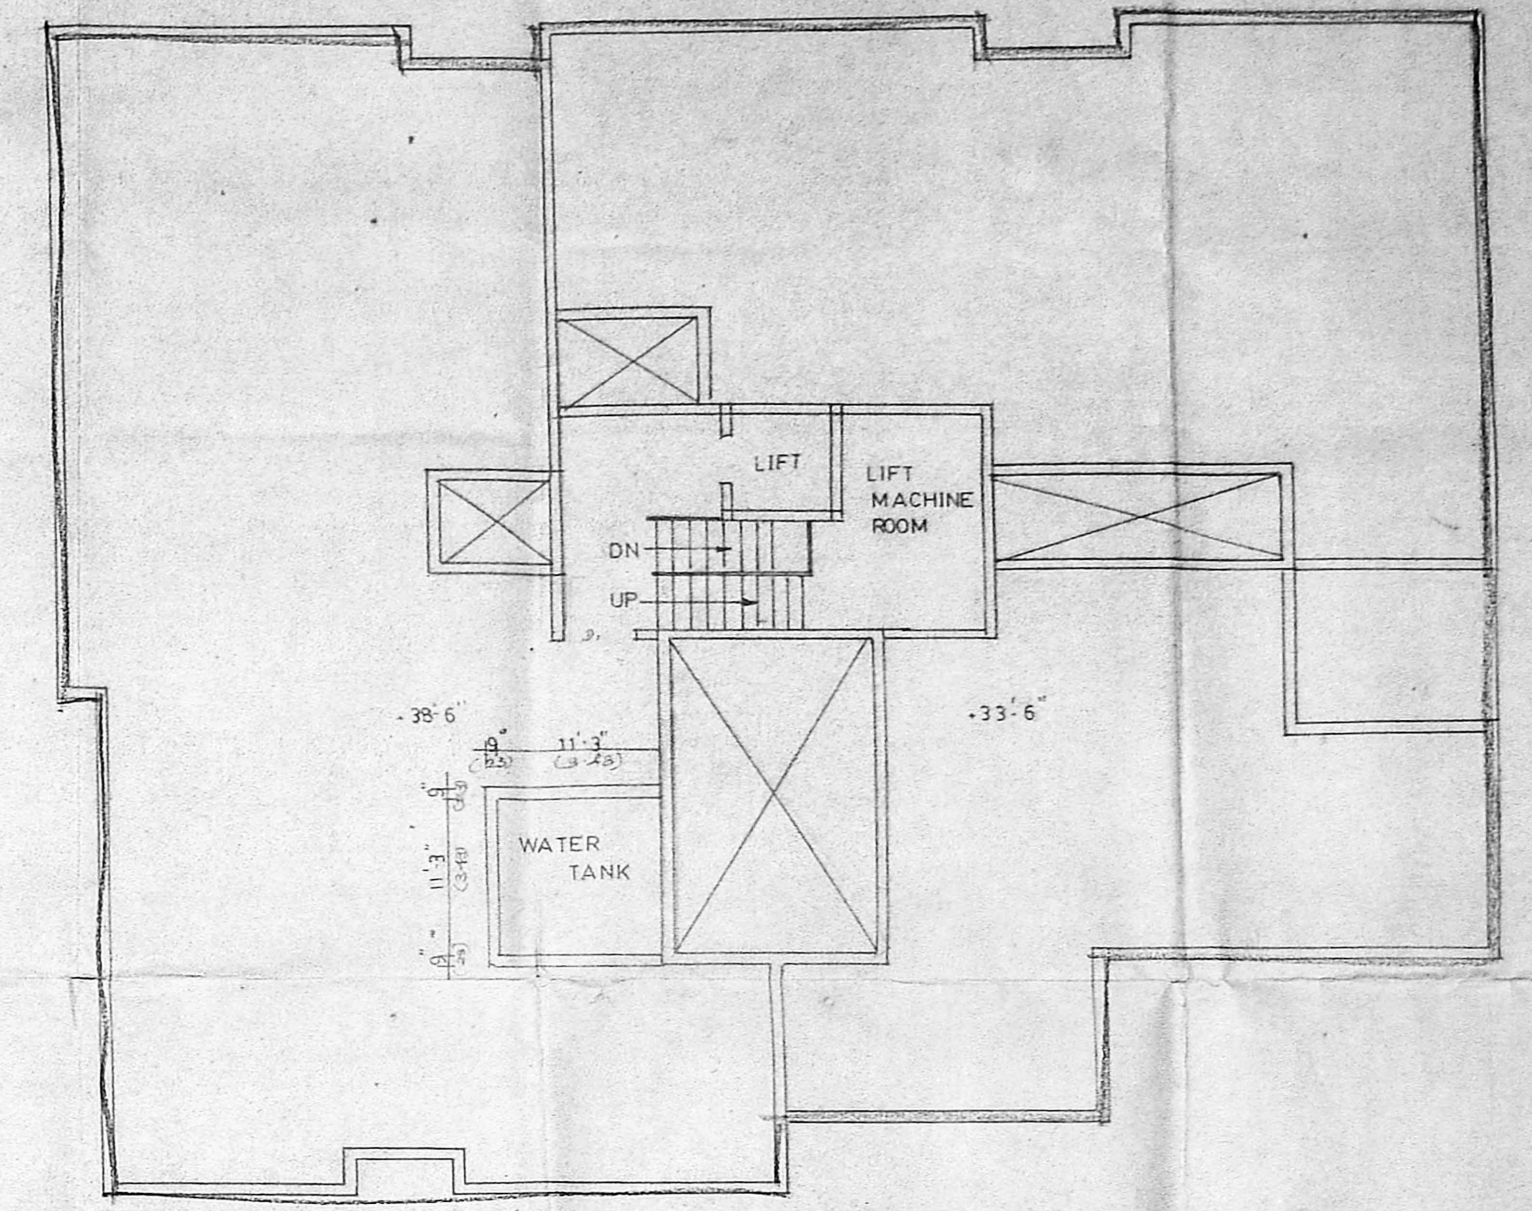 LIFT
LIFT
MACHINE
ROOM
DN
UP
+38'-6"
+33'-6"
9" 11'-3"
9"
11'-3"
9"
WATER
TANK